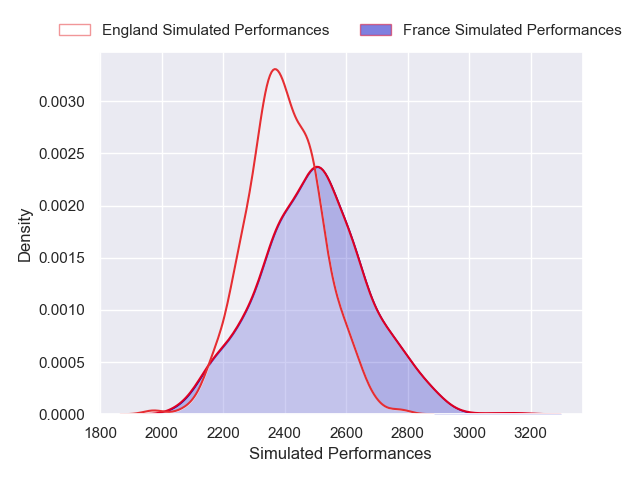 England Simulated Performances France Simulated Performances
0.0030
0.0025
0.0020
0.0015
0.0010
0.0005
0.0000
Density
1800 2000 2200 2400 2600 2800 3000 3200
Simulated Performances